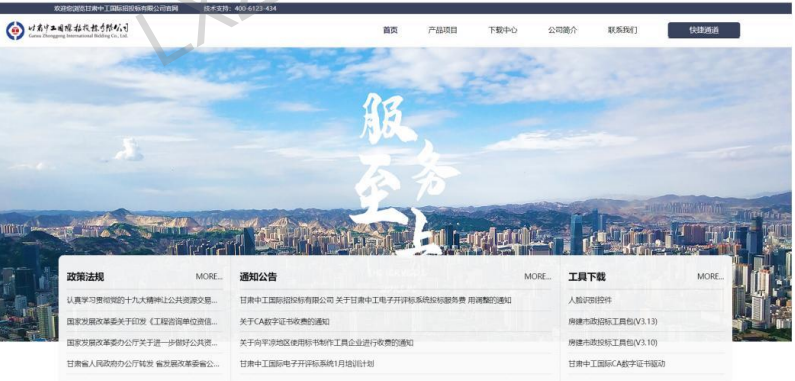 欢迎您浏览甘肃中工国际招投标有限公司官网 技术支持：400-6123-434
甘肃中工国际招投标有限公司
Gansu Zhonggong International Bidding Co., Ltd.
首页 产品项目 下载中心 公司简介 联系我们 快捷通道
服务
至上
政策法规 MORE...
认真学习贯彻党的十九大精神让公共资源交易...
国家发展改革委关于印发《工程咨询单位资信...
国家发展改革委办公厅关于进一步做好公共资...
甘肃省人民政府办公厅转发 省发展改革委省公...
通知公告 MORE...
甘肃中工国际招投标有限公司 关于甘肃中工电子开评标系统投标服务费 用调整的通知
关于CA数字证书收费的通知
关于向平凉地区使用标书制作工具企业进行收费的通知
甘肃中工国际电子开评标系统1月培训计划
工具下载 MORE...
人脸识别控件
房建市政招标工具包(V3.13)
房建市政投标工具包(V3.10)
甘肃中工国际CA数字证书驱动